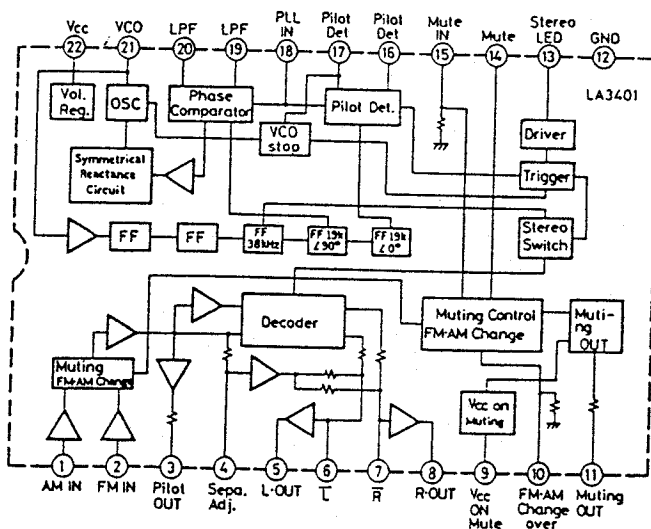 Vcc VCO LPF LPF PLL IN Pilot Det Pilot Det Mute IN Mute Stereo LED GND
22 21 20 19 18 17 16 15 14 13 12
LA3401
Vol. Reg.
OSC
Phase Comparator
Pilot Det.
VCO stop
Driver
Trigger
Symmetrical Reactance Circuit
Stereo Switch
FF
FF
FF 38kHz
FF 19k ∠90°
FF 19k ∠0°
Decoder
Muting Control FM·AM Change
Muting OUT
Muting FM·AM Change
Vcc on Muting
1 2 3 4 5 6 7 8 9 10 11
AM IN FM IN Pilot OUT Sepa. Adj. L·OUT L̅ R̅ R·OUT Vcc ON Mute FM·AM Change over Muting OUT